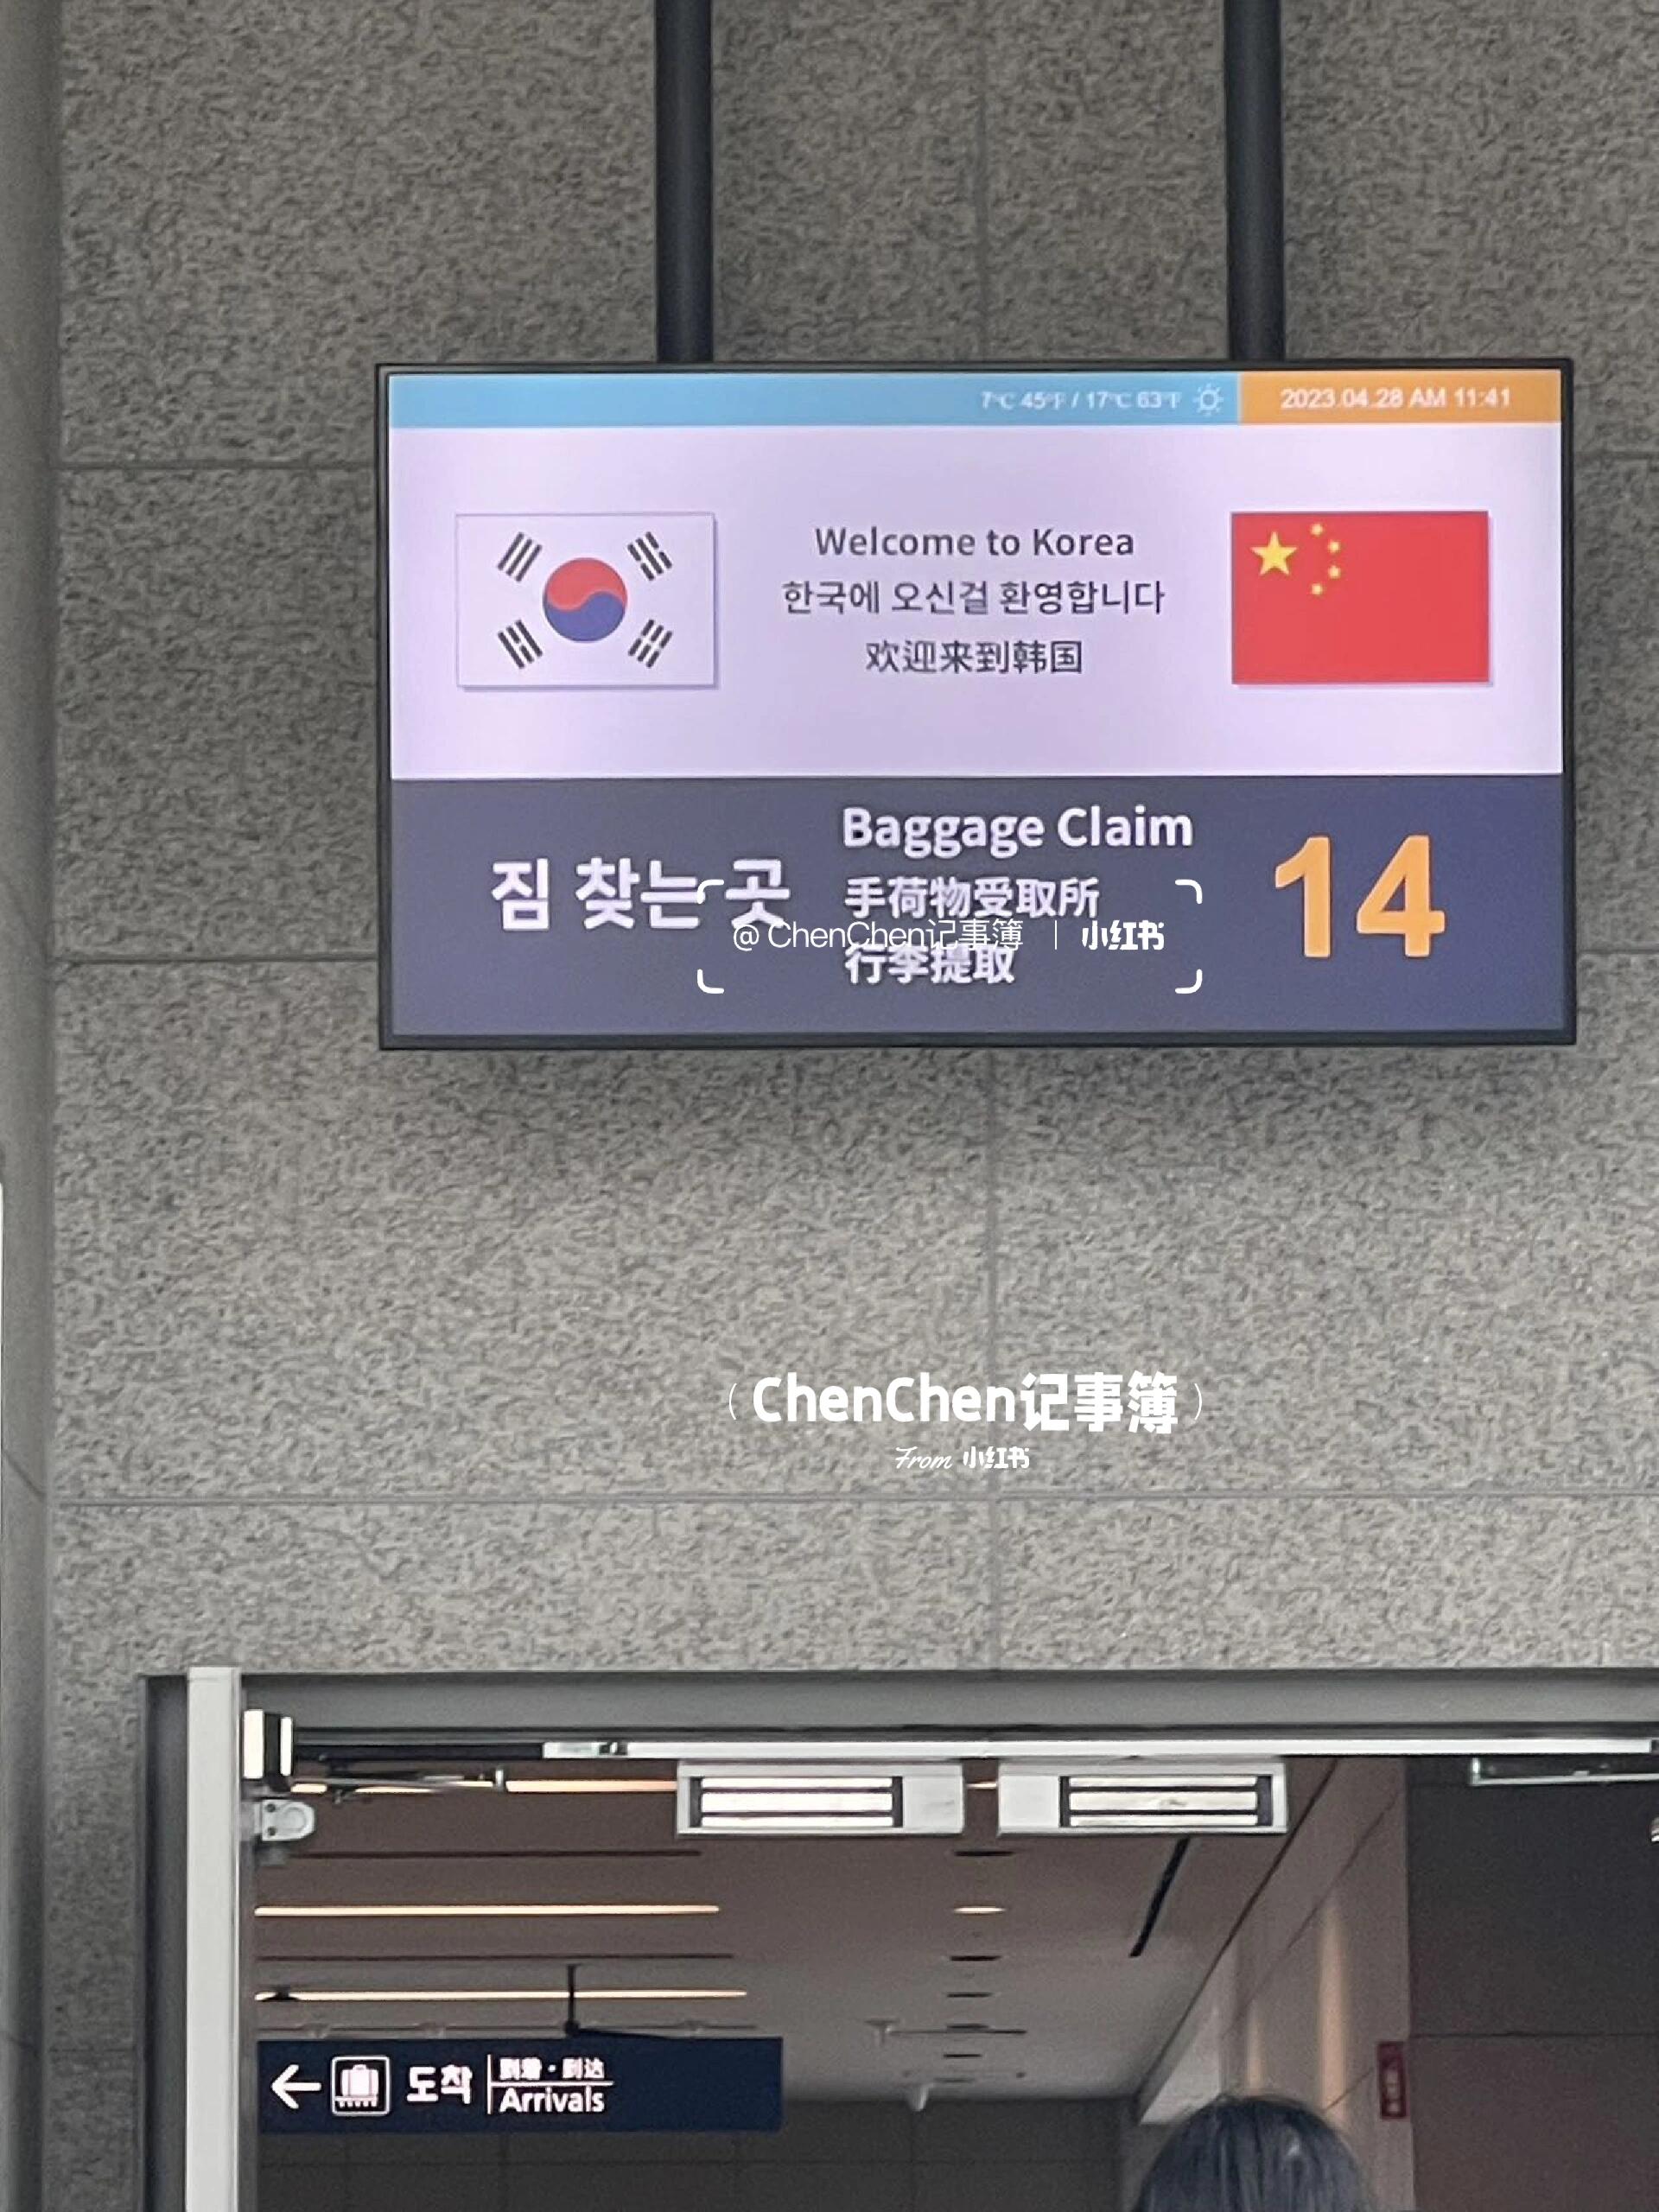 7℃ 45℉ / 17℃ 63℉ 2023.04.28 AM 11:41
Welcome to Korea
한국에 오신걸 환영합니다
欢迎来到韩国
짐 찾는 곳
Baggage Claim
手荷物受取所
行李提取
14
@ ChenChen记事簿 | 小红书
(ChenChen记事簿)
From 小红书
도착
到着・到达
Arrivals